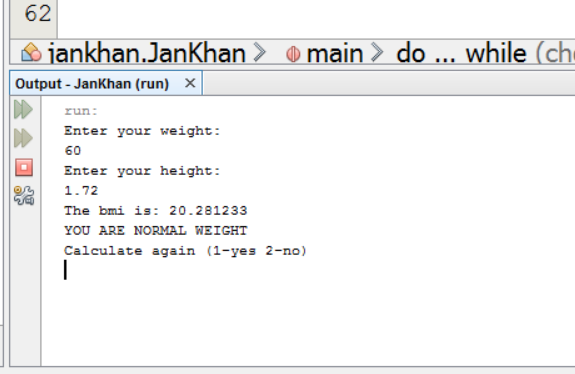 62
jankhan.JanKhan > main > do ... while
Output - JanKhan (run) ×
run:
Enter your weight:
60
Enter your height:
1.72
The bmi is: 20.281233
YOU ARE NORMAL WEIGHT
Calculate again (1-yes 2-no)